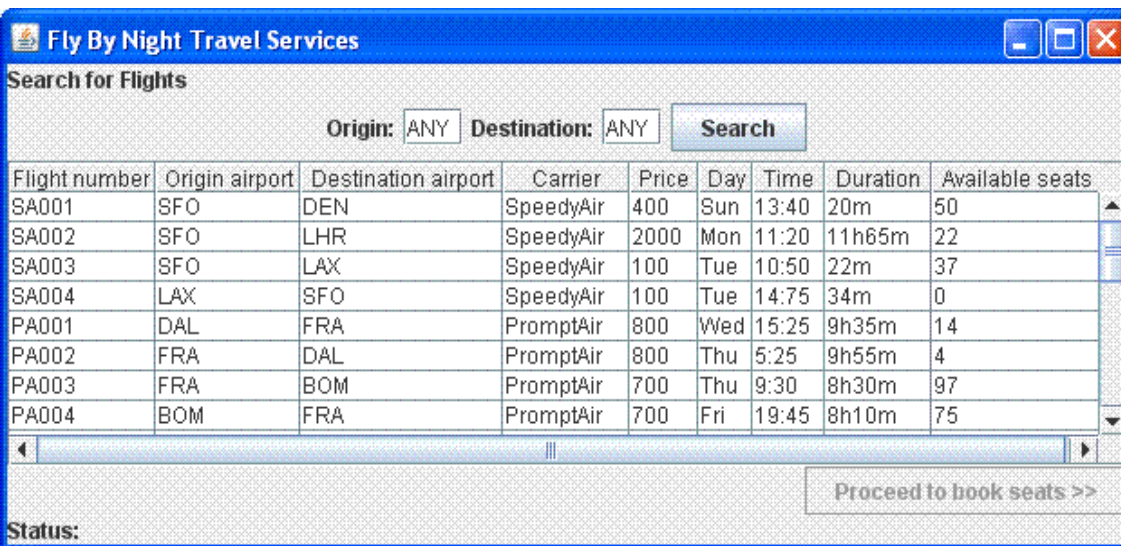 Fly By Night Travel Services
Search for Flights
Origin: ANY Destination: ANY Search
Flight number Origin airport Destination airport Carrier Price Day Time Duration Available seats
SA001 SFO DEN SpeedyAir 400 Sun 13:40 20m 50
SA002 SFO LHR SpeedyAir 2000 Mon 11:20 11h65m 22
SA003 SFO LAX SpeedyAir 100 Tue 10:50 22m 37
SA004 LAX SFO SpeedyAir 100 Tue 14:75 34m 0
PA001 DAL FRA PromptAir 800 Wed 15:25 9h35m 14
PA002 FRA DAL PromptAir 800 Thu 5:25 9h55m 4
PA003 FRA BOM PromptAir 700 Thu 9:30 8h30m 97
PA004 BOM FRA PromptAir 700 Fri 19:45 8h10m 75
Proceed to book seats >>
Status: